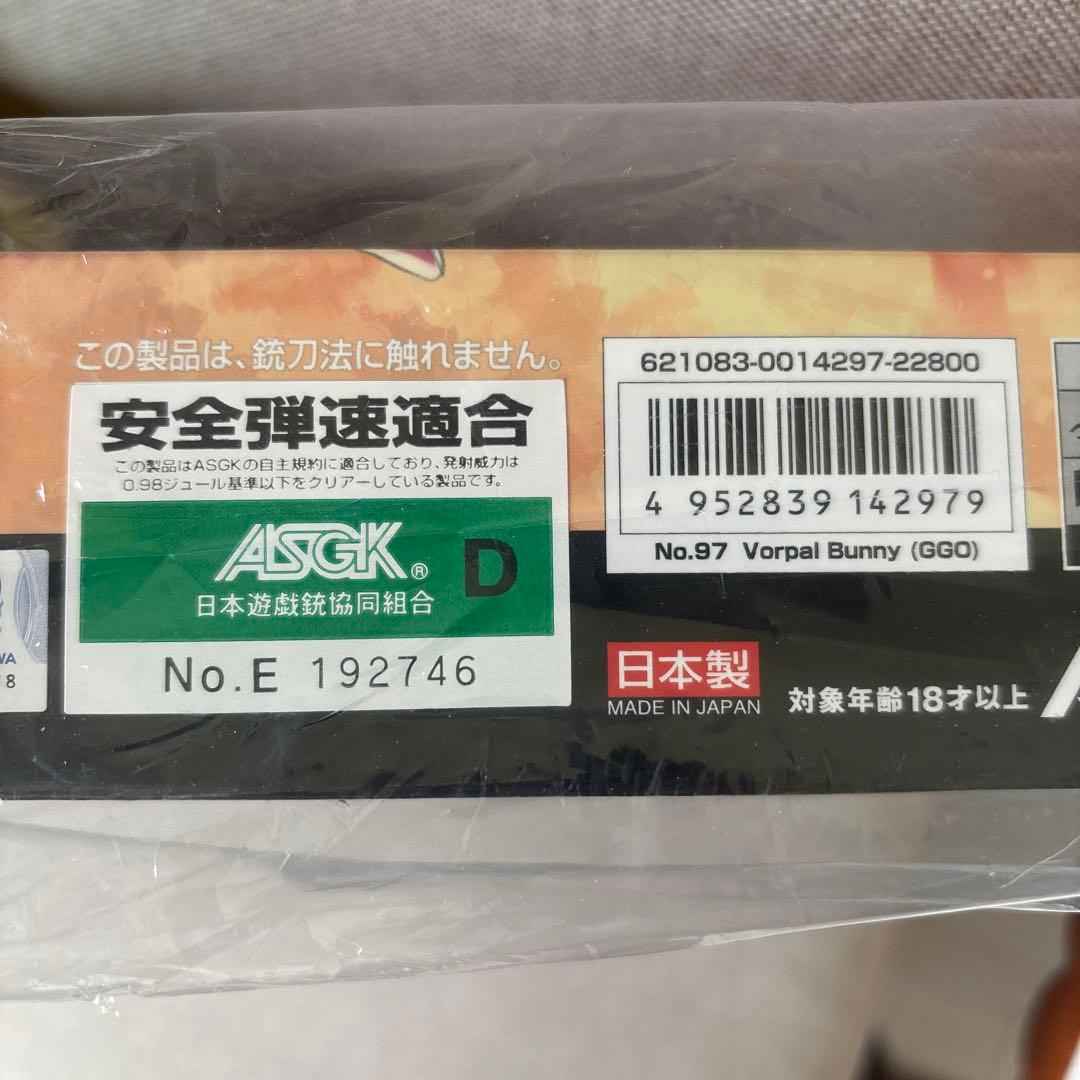 この製品は、銃刀法に触れません。
安全弾速適合
この製品はASGKの自主規約に適合しており、発射威力は
0.98ジュール基準以下をクリアーしている製品です。
ASGK® D
日本遊戯銃協同組合
No.E 192746
WA
18
621083-0014297-22800
4 952839 142979
No.97 Vorpal Bunny (GGO)
日本製
MADE IN JAPAN
対象年齢18才以上